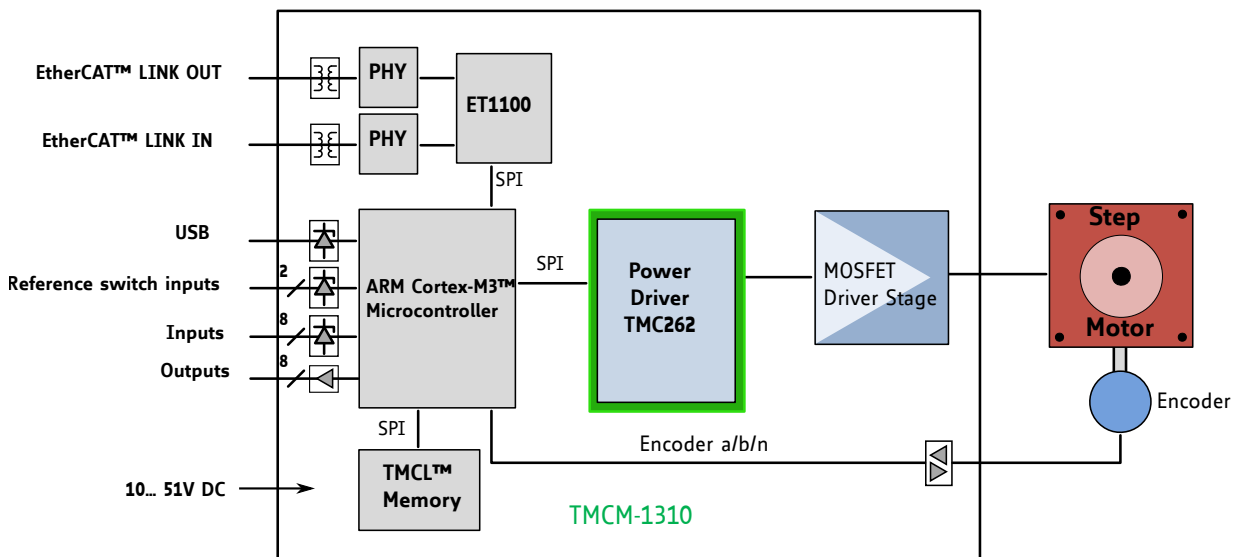 EtherCAT™ LINK OUT
PHY
ET1100
EtherCAT™ LINK IN
PHY
SPI
USB
Reference switch inputs
2
Inputs
8
Outputs
8
ARM Cortex-M3™
Microcontroller
SPI
Power
Driver
TMC262
MOSFET
Driver Stage
Step
Motor
Encoder
SPI
Encoder a/b/n
TMCL™
Memory
10... 51V DC
TMCM-1310